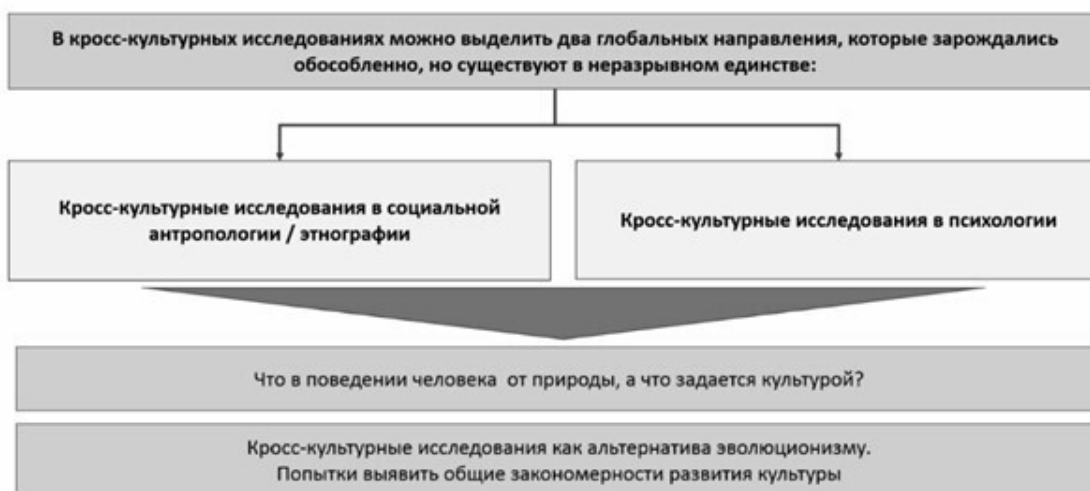 В кросс-культурных исследованиях можно выделить два глобальных направления, которые зарождались
обособленно, но существуют в неразрывном единстве:
Кросс-культурные исследования в социальной
антропологии / этнографии
Кросс-культурные исследования в психологии
Что в поведении человека от природы, а что задается культурой?
Кросс-культурные исследования как альтернатива эволюционизму.
Попытки выявить общие закономерности развития культуры